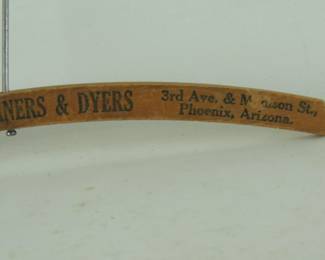 NERS & DYERS
3rd Ave. & St.,
Phoenix, Arizona.